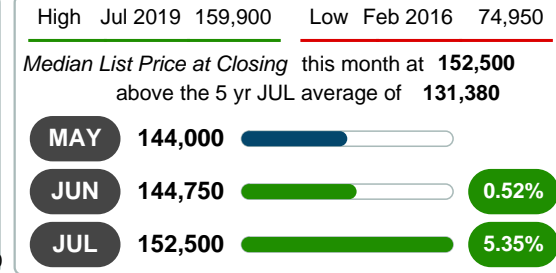 High Jul 2019 159,900 Low Feb 2016 74,950
Median List Price at Closing this month at 152,500
above the 5 yr JUL average of 131,380
MAY 144,000
JUN 144,750 0.52%
JUL 152,500 5.35%